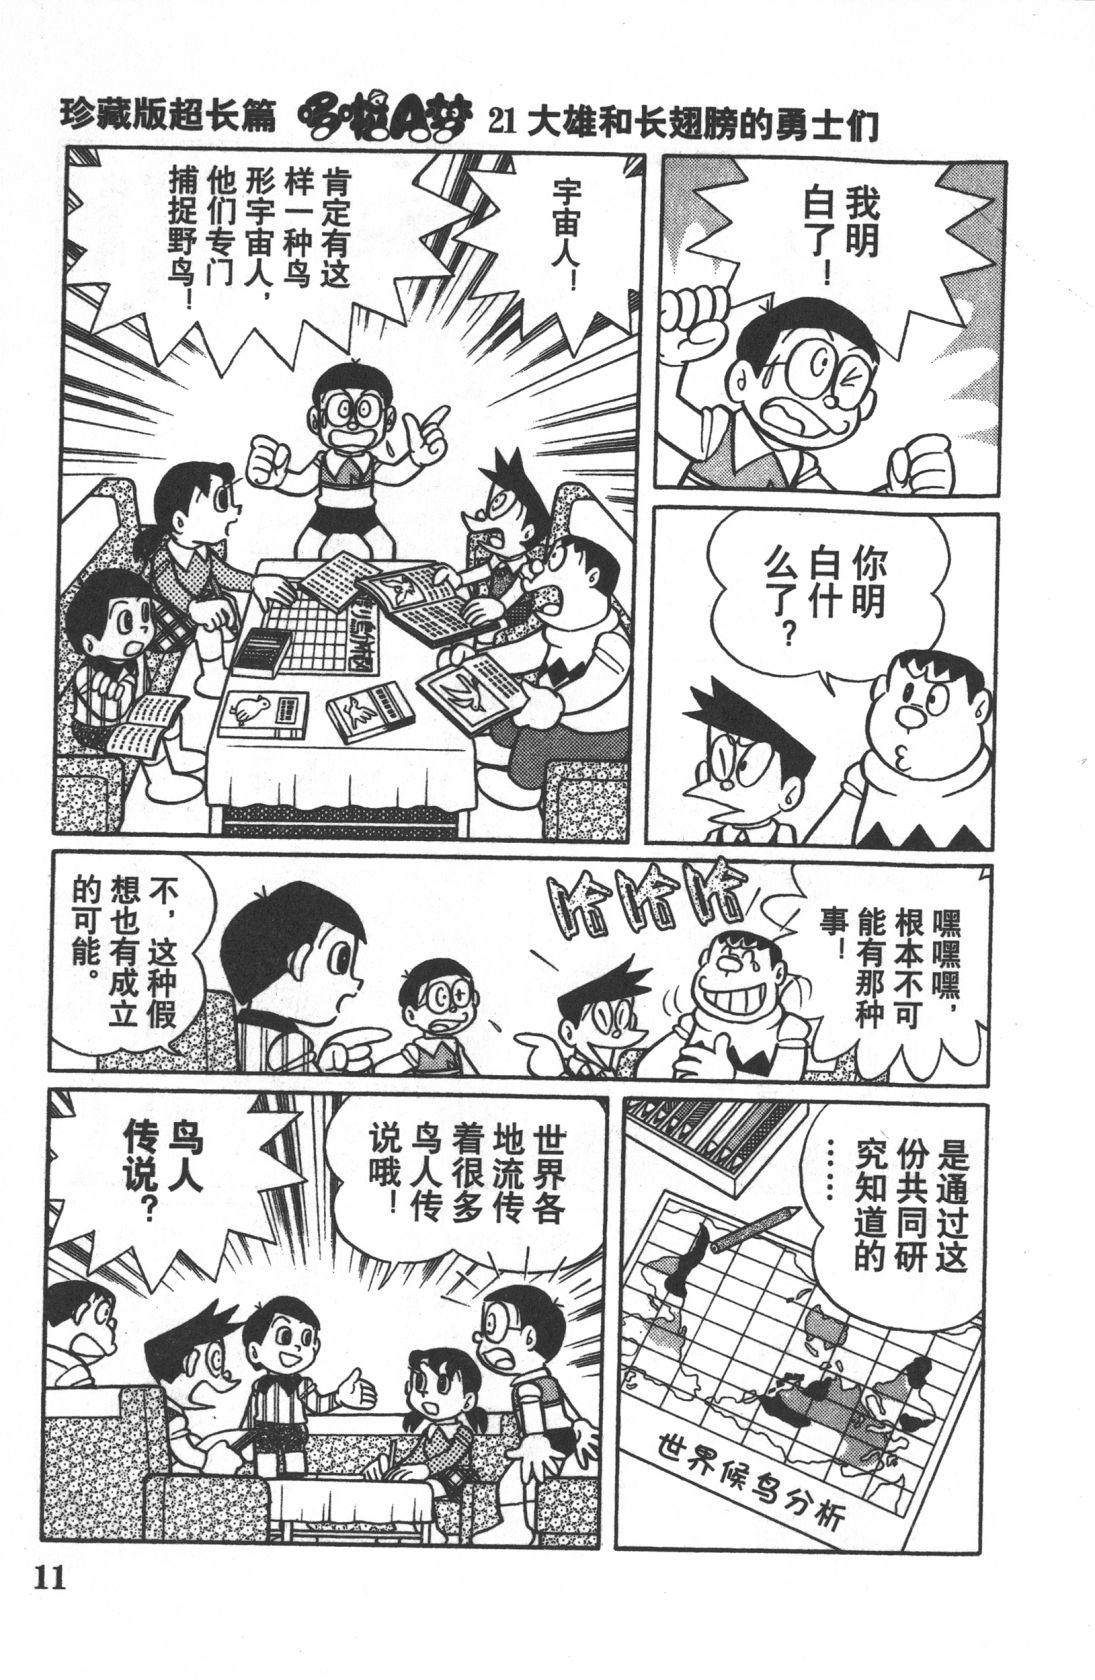 珍藏版超长篇 哆啦A梦 21 大雄和长翅膀的勇士们
我明
白了!
你明
白什
么了?
宇宙人!
肯定有这
样一种鸟
形宇宙人,
他们专门
捕捉野鸟!
嘿嘿嘿,
根本不可
能有那种
事!
哈哈哈
不,这种假
想也有成立
的可能。
是通过这
份共同研
究知道的
……
世界候鸟分析
世界各
地流传
着很多
鸟人传
说哦!
鸟人
传说?
11